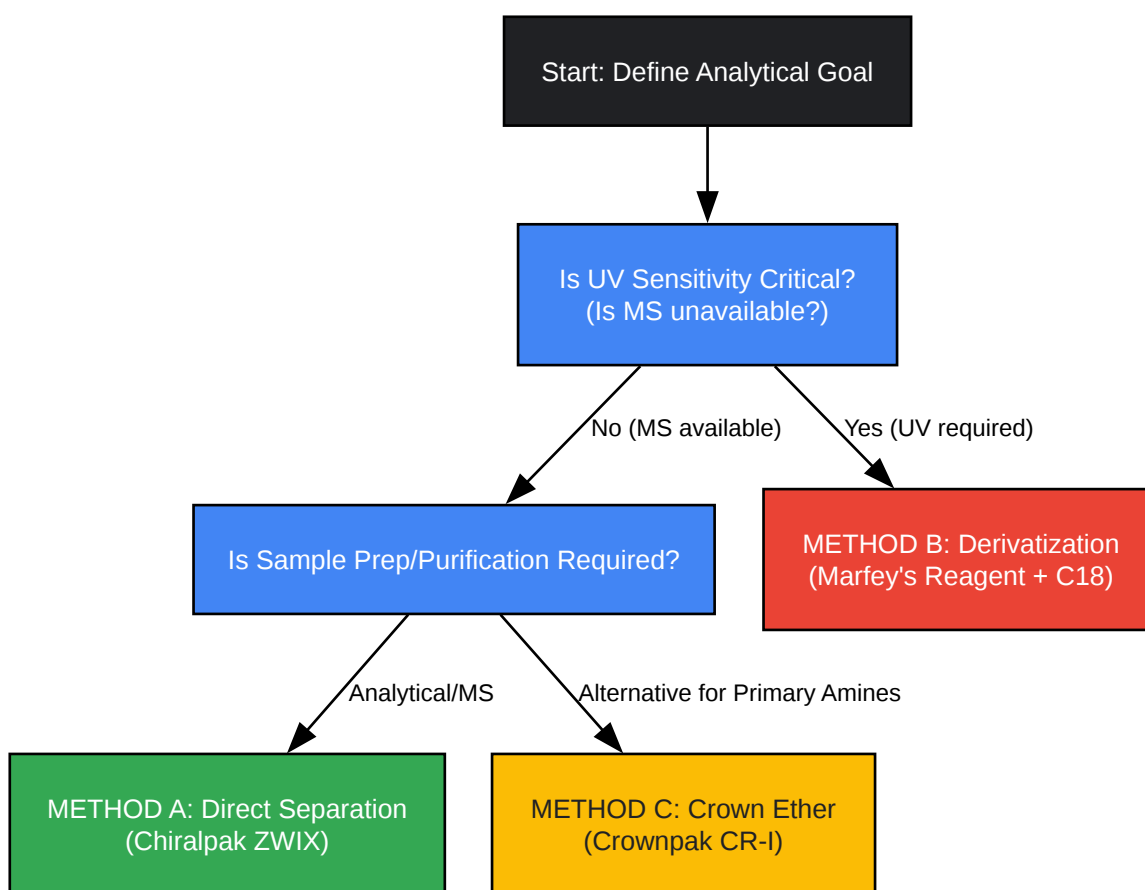 Start: Define Analytical Goal
Is UV Sensitivity Critical?
(Is MS unavailable?)
No (MS available)
Yes (UV required)
Is Sample Prep/Purification Required?
METHOD B: Derivatization
(Marfey's Reagent + C18)
Analytical/MS
Alternative for Primary Amines
METHOD A: Direct Separation
(Chiralpak ZWIX)
METHOD C: Crown Ether
(Crownpak CR-I)